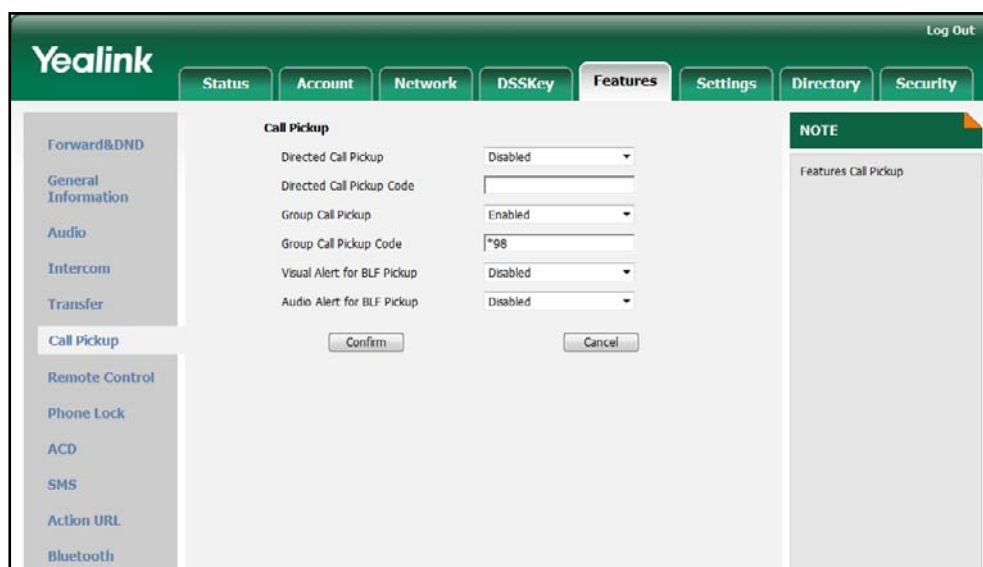 Log Out
Yealink
Status Account Network DSSKey Features Settings Directory Security
Forward&DND
General
Information
Audio
Intercom
Transfer
Call Pickup
Remote Control
Phone Lock
ACD
SMS
Action URL
Bluetooth
Call Pickup
Directed Call Pickup Disabled
Directed Call Pickup Code
Group Call Pickup Enabled
Group Call Pickup Code *98
Visual Alert for BLF Pickup Disabled
Audio Alert for BLF Pickup Disabled
Confirm Cancel
NOTE
Features Call Pickup